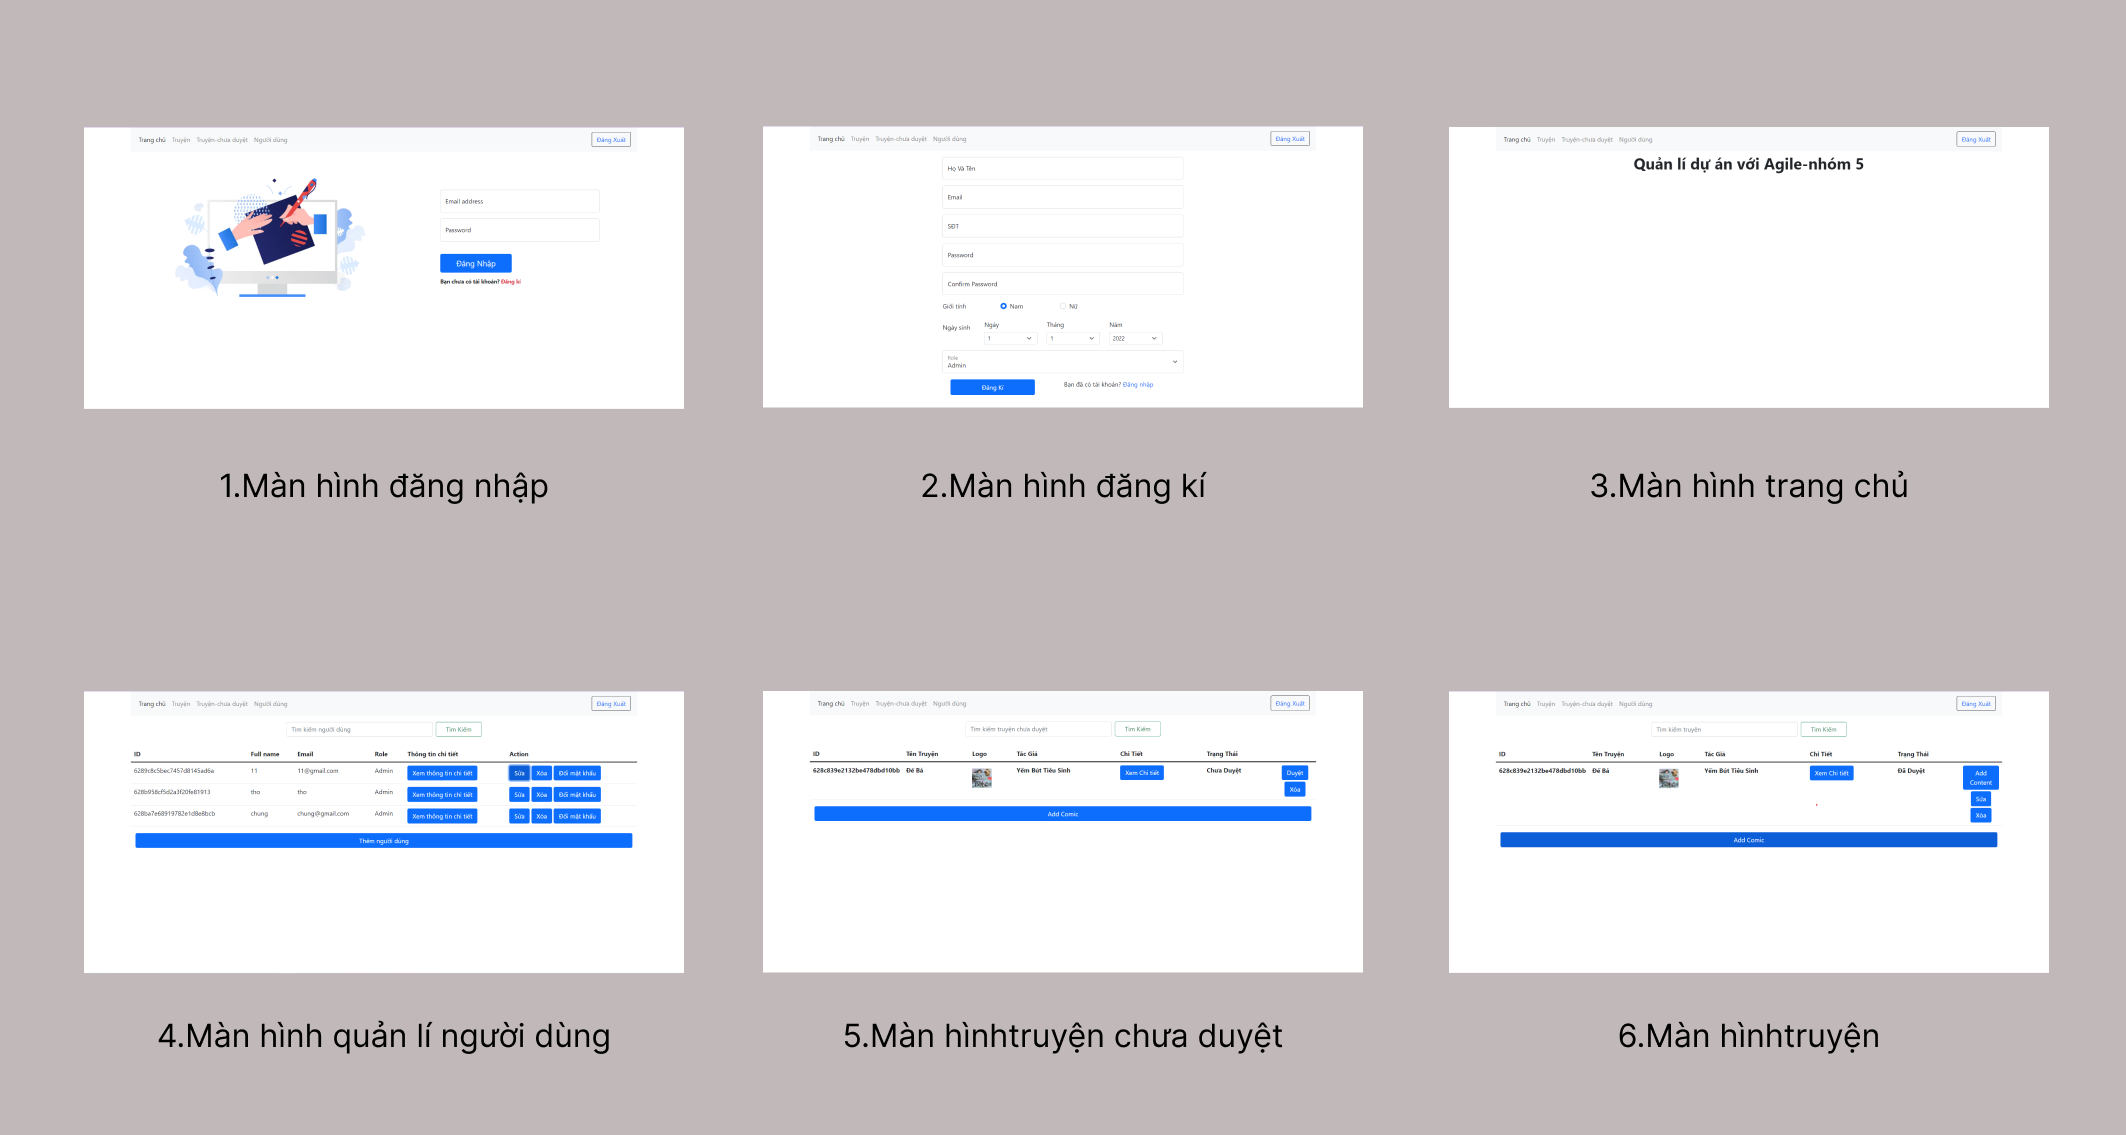 Trang chủ Truyện Truyện-chưa duyệt Người dùng Đăng Xuất
Email address
Password
Đăng Nhập
Bạn chưa có tài khoản? Đăng kí
1.Màn hình đăng nhập
Trang chủ Truyện Truyện-chưa duyệt Người dùng Đăng Xuất
Họ Và Tên
Email
SĐT
Password
Confirm Password
Giới tính Nam Nữ
Ngày sinh Ngày Tháng Năm
1 1 2022
Role
Admin
Đăng Kí Bạn đã có tài khoản? Đăng nhập
2.Màn hình đăng kí
Trang chủ Truyện Truyện-chưa duyệt Người dùng Đăng Xuất
Quản lí dự án với Agile-nhóm 5
3.Màn hình trang chủ
Trang chủ Truyện Truyện-chưa duyệt Người dùng Đăng Xuất
Tìm kiếm người dùng Tìm Kiếm
ID Full name Email Role Thông tin chi tiết Action
6289c8c5bec7457d8145ad6a 11 11@gmail.com Admin Xem thông tin chi tiết Sửa Xóa Đổi mật khẩu
628b958cf5d2a3f20fe81913 tho tho Admin Xem thông tin chi tiết Sửa Xóa Đổi mật khẩu
628ba7e68919782e1d8e8bcb chung chung@gmail.com Admin Xem thông tin chi tiết Sửa Xóa Đổi mật khẩu
Thêm người dùng
4.Màn hình quản lí người dùng
Trang chủ Truyện Truyện-chưa duyệt Người dùng Đăng Xuất
Tìm kiếm truyện chưa duyệt Tìm Kiếm
ID Tên Truyện Logo Tác Giả Chi Tiết Trạng Thái
628c839e2132be478dbd10bb Đế Bá Yếm Bút Tiêu Sinh Xem Chi tiết Chưa Duyệt Duyệt
Xóa
Add Comic
5.Màn hìnhtruyện chưa duyệt
Trang chủ Truyện Truyện-chưa duyệt Người dùng Đăng Xuất
Tìm kiếm truyện Tìm Kiếm
ID Tên Truyện Logo Tác Giả Chi Tiết Trạng Thái
628c839e2132be478dbd10bb Đế Bá Yếm Bút Tiêu Sinh Xem Chi tiết Đã Duyệt Add
Content
Sửa
Xóa
Add Comic
6.Màn hìnhtruyện